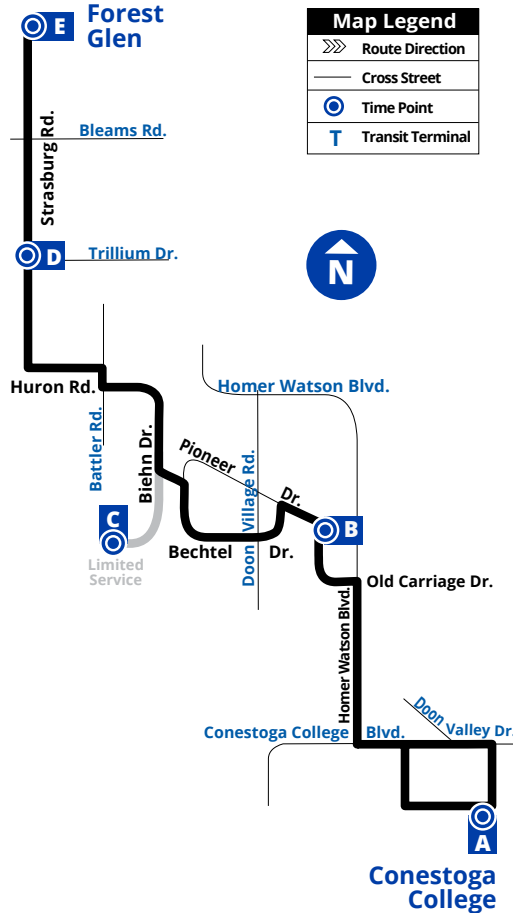 E
Forest
Glen
Map Legend
Route Direction
Cross Street
Time Point
T Transit Terminal
Bleams Rd.
Strasburg Rd.
D
Trillium Dr.
N
Huron Rd.
Homer Watson Blvd.
Battler Rd.
Biehn Dr.
Pioneer
Dr.
Doon Village Rd.
C
Limited
Service
B
Bechtel Dr.
Old Carriage Dr.
Homer Watson Blvd.
Doon
Valley Dr.
Conestoga College Blvd.
A
Conestoga
College